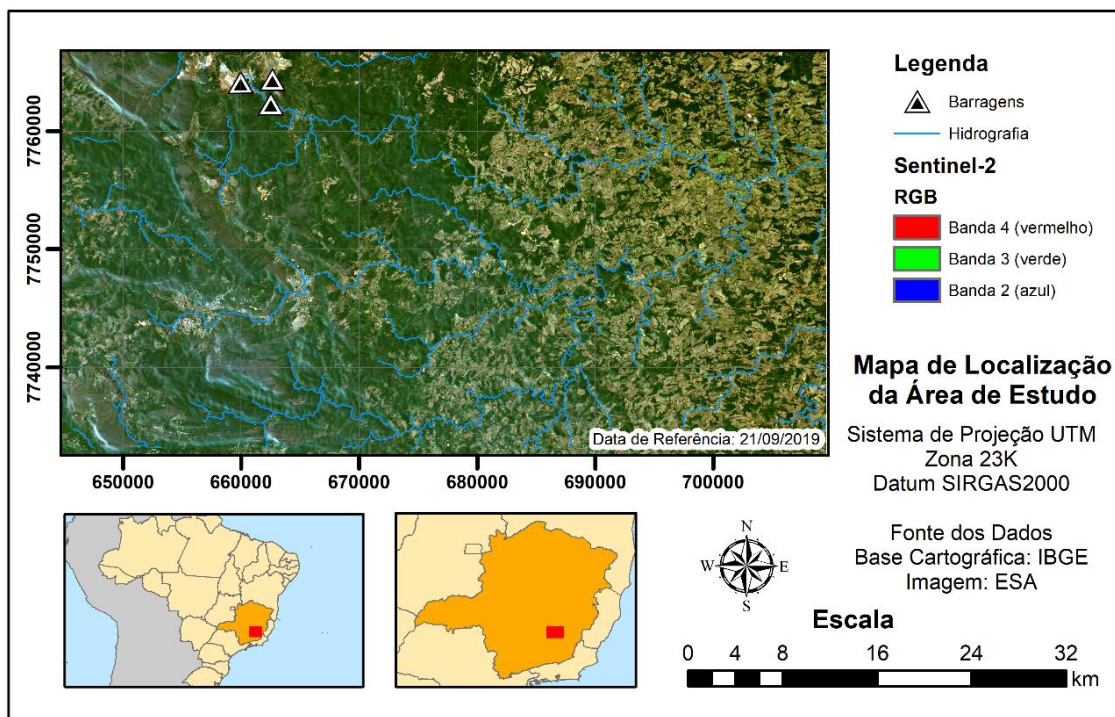 7760000
7750000
7740000
650000 660000 670000 680000 690000 700000
Data de Referência: 21/09/2019
Legenda
Barragens
Hidrografia
Sentinel-2
RGB
Banda 4 (vermelho)
Banda 3 (verde)
Banda 2 (azul)
Mapa de Localização
da Área de Estudo
Sistema de Projeção UTM
Zona 23K
Datum SIRGAS2000
Fonte dos Dados
Base Cartográfica: IBGE
Imagem: ESA
N
W E
S
Escala
0 4 8 16 24 32
km